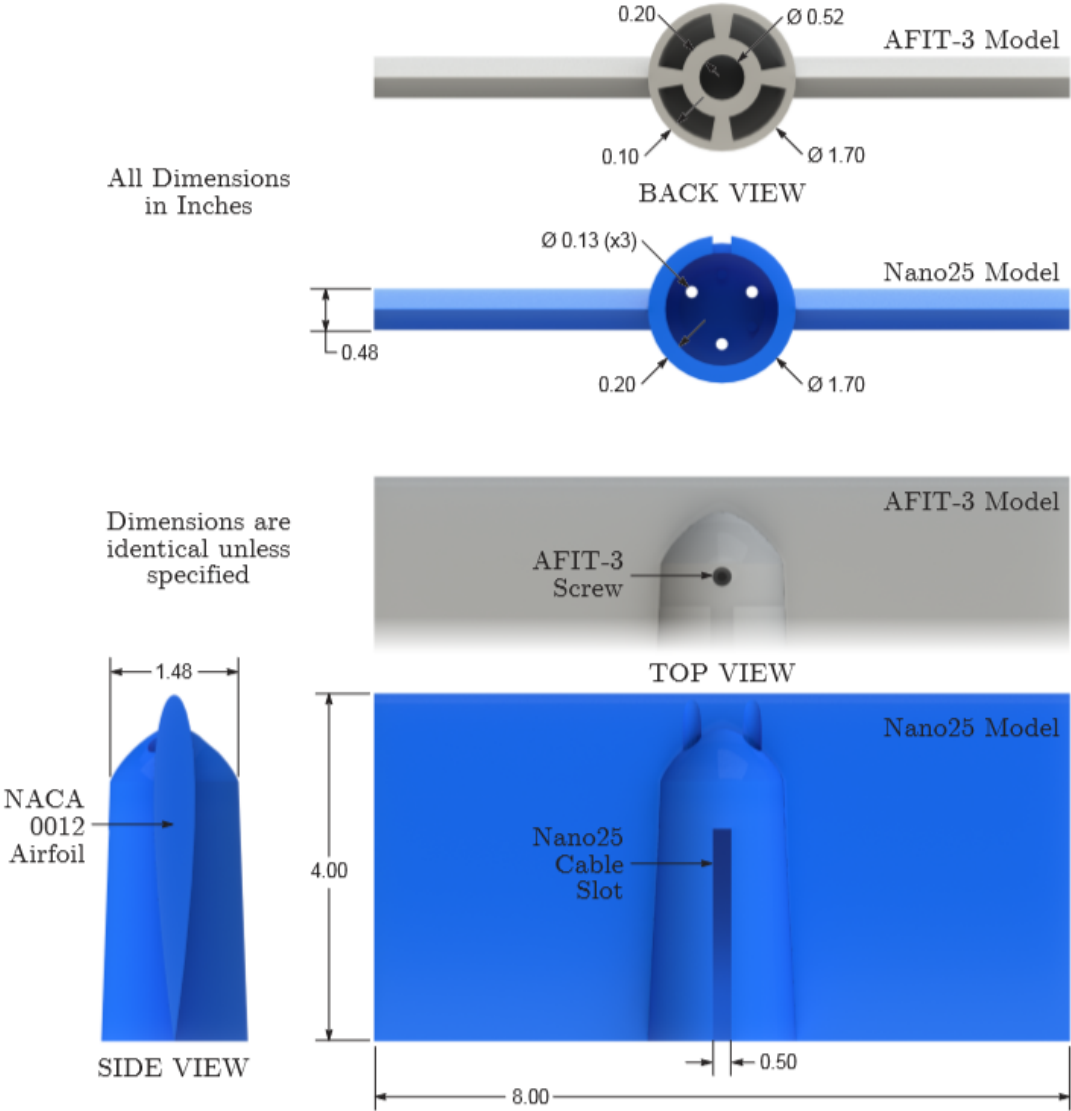 0.20
Ø 0.52
AFIT-3 Model
0.10
Ø 1.70
BACK VIEW
All Dimensions
in Inches
Ø 0.13 (x3)
Nano25 Model
0.48
0.20
Ø 1.70
Dimensions are
identical unless
specified
AFIT-3 Model
AFIT-3
Screw
TOP VIEW
1.48
Nano25 Model
NACA
0012
Airfoil
Nano25
Cable
Slot
4.00
SIDE VIEW
0.50
8.00